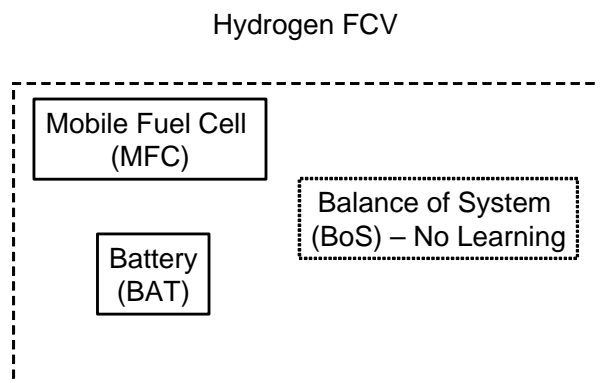 Hydrogen FCV
Mobile Fuel Cell
(MFC)
Balance of System
(BoS) – No Learning
Battery
(BAT)